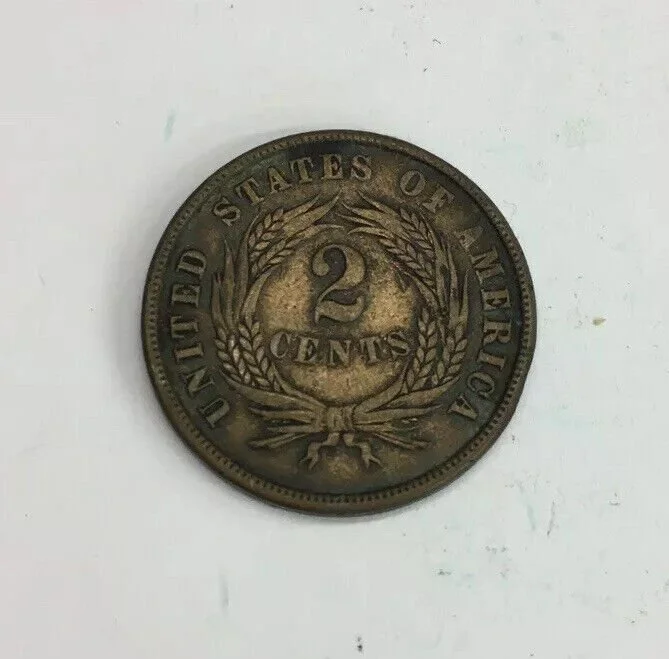 UNITED STATES OF AMERICA
2
CENTS